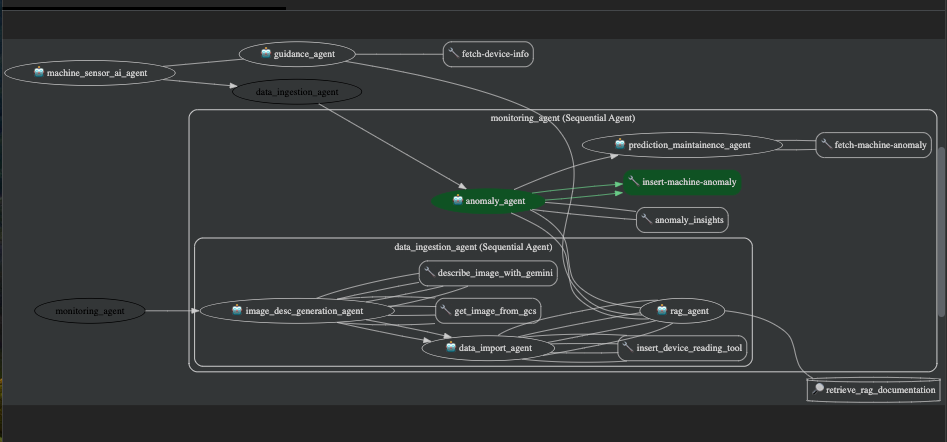 guidance_agent
fetch-device-info
machine_sensor_ai_agent
data_ingestion_agent
monitoring_agent (Sequential Agent)
prediction_maintainence_agent
fetch-machine-anomaly
insert-machine-anomaly
anomaly_agent
anomaly_insights
data_ingestion_agent (Sequential Agent)
describe_image_with_gemini
monitoring_agent
image_desc_generation_agent
get_image_from_gcs
rag_agent
data_import_agent
insert_device_reading_tool
retrieve_rag_documentation